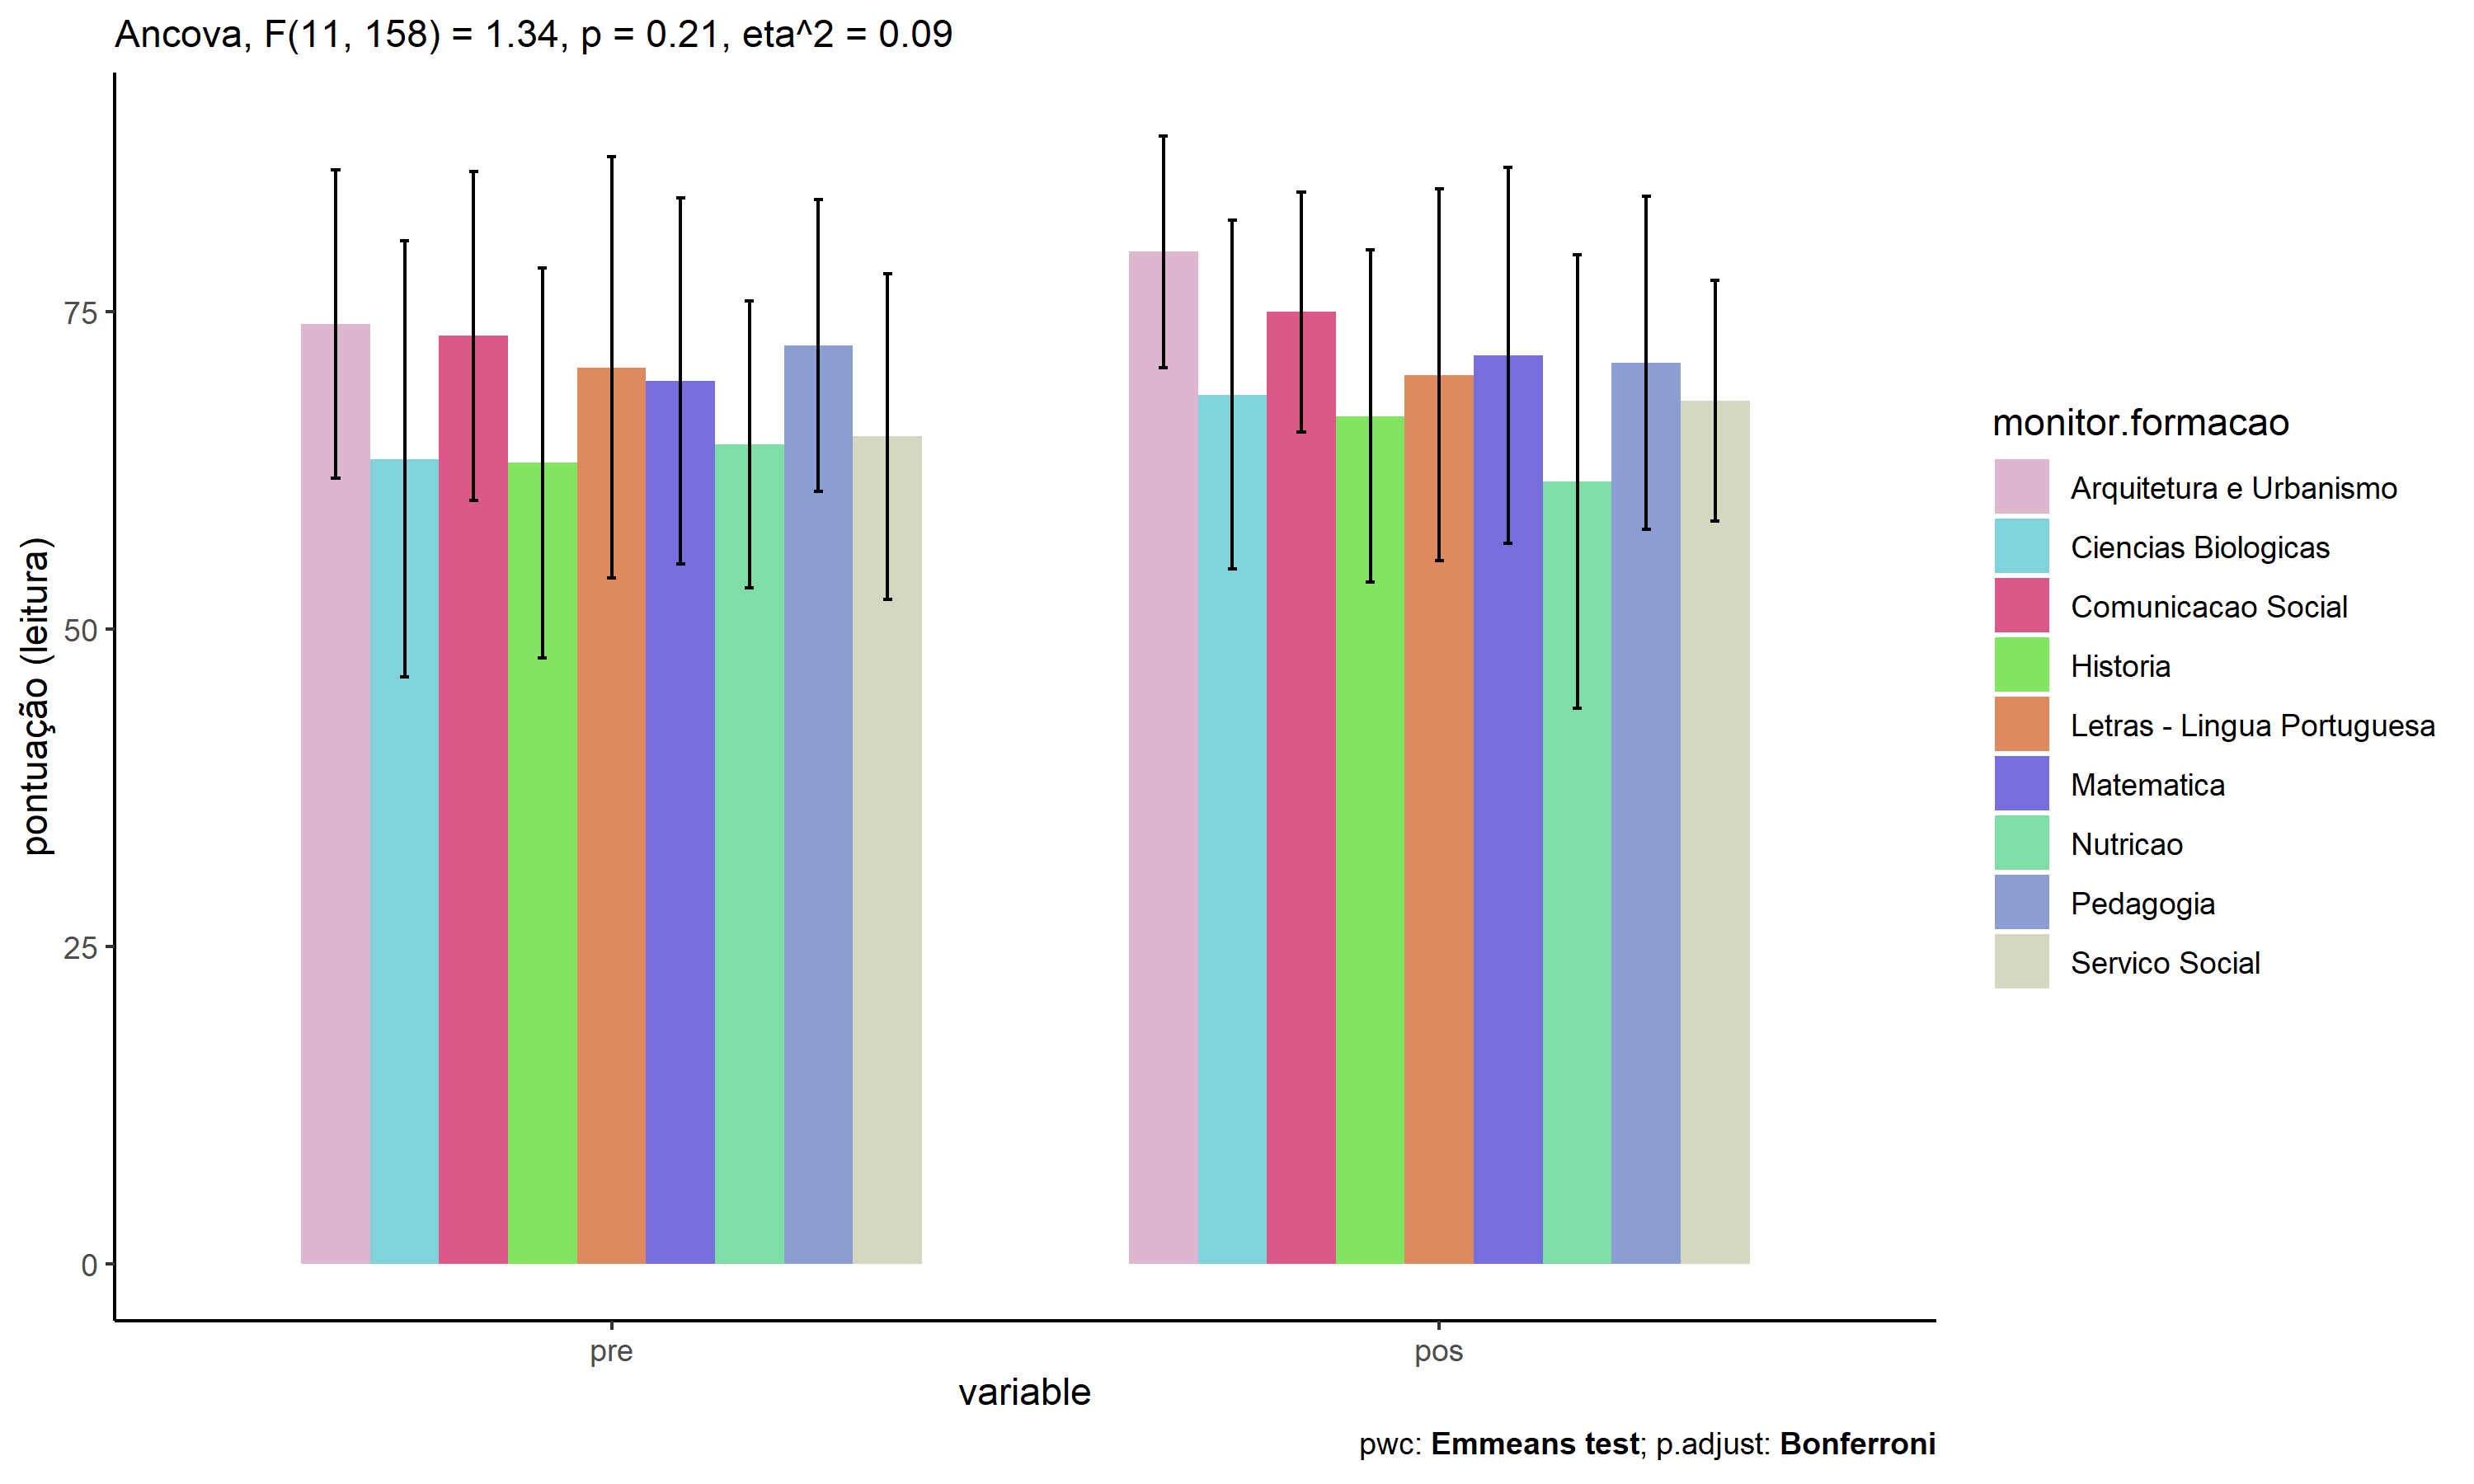 Ancova, F(11, 158) = 1.34, p = 0.21, eta^2 = 0.09
pontuação (leitura)
75
50
25
0
pre
pos
variable
monitor.formacao
Arquitetura e Urbanismo
Ciencias Biologicas
Comunicacao Social
Historia
Letras - Lingua Portuguesa
Matematica
Nutricao
Pedagogia
Servico Social
pwc: Emmeans test; p.adjust: Bonferroni